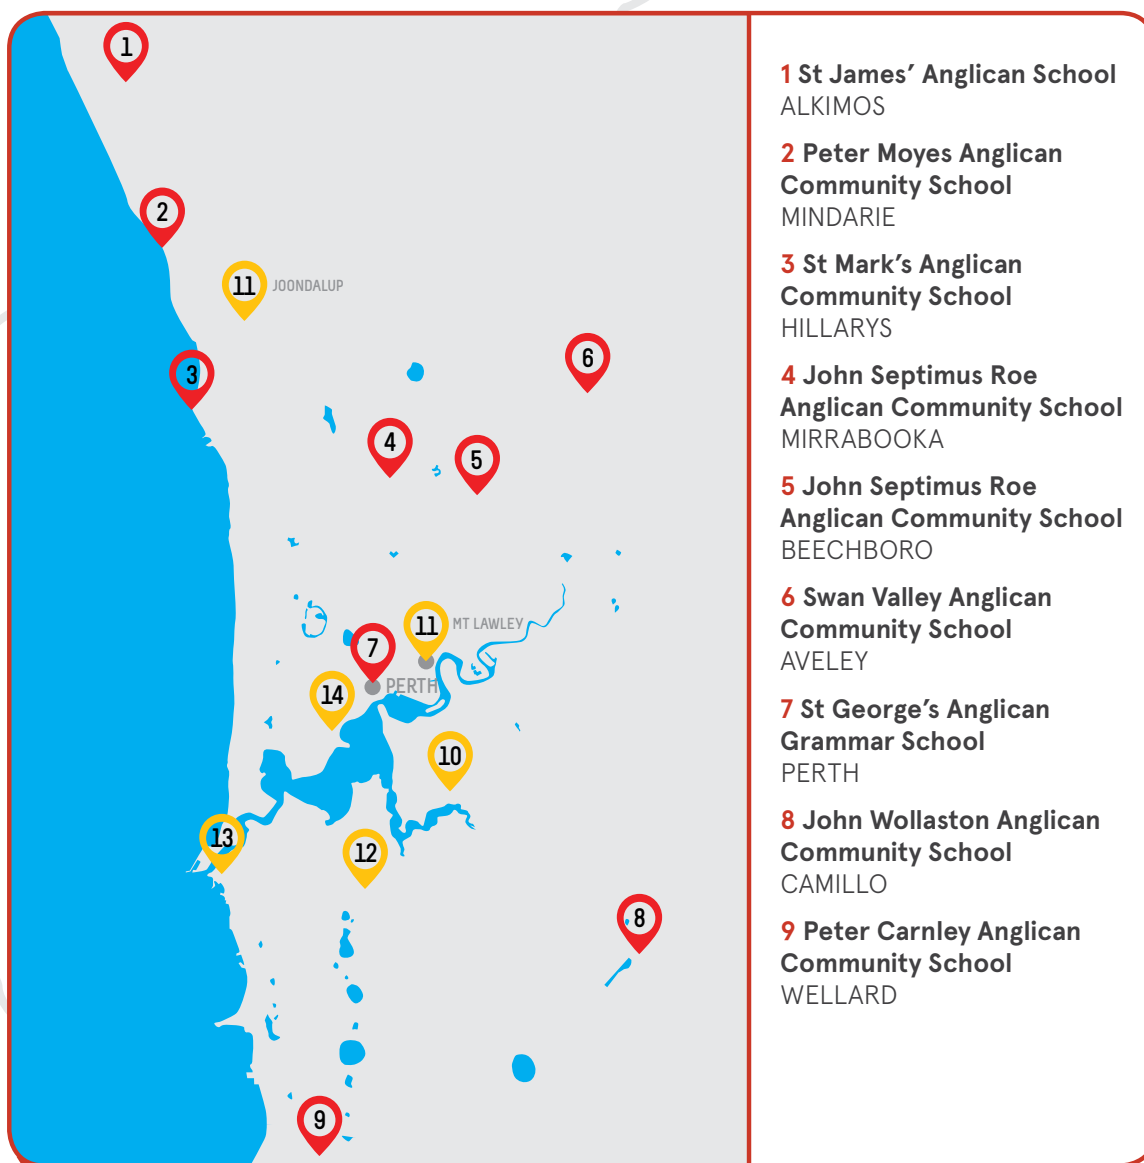 1
2
11 JOONDALUP
6
3
4
5
11 MT LAWLEY
7
PERTH
14
10
13
12
8
9
1 St James’ Anglican School
ALKIMOS
2 Peter Moyes Anglican
Community School
MINDARIE
3 St Mark’s Anglican
Community School
HILLARYS
4 John Septimus Roe
Anglican Community School
MIRRABOOKA
5 John Septimus Roe
Anglican Community School
BEECHBORO
6 Swan Valley Anglican
Community School
AVELEY
7 St George’s Anglican
Grammar School
PERTH
8 John Wollaston Anglican
Community School
CAMILLO
9 Peter Carnley Anglican
Community School
WELLARD